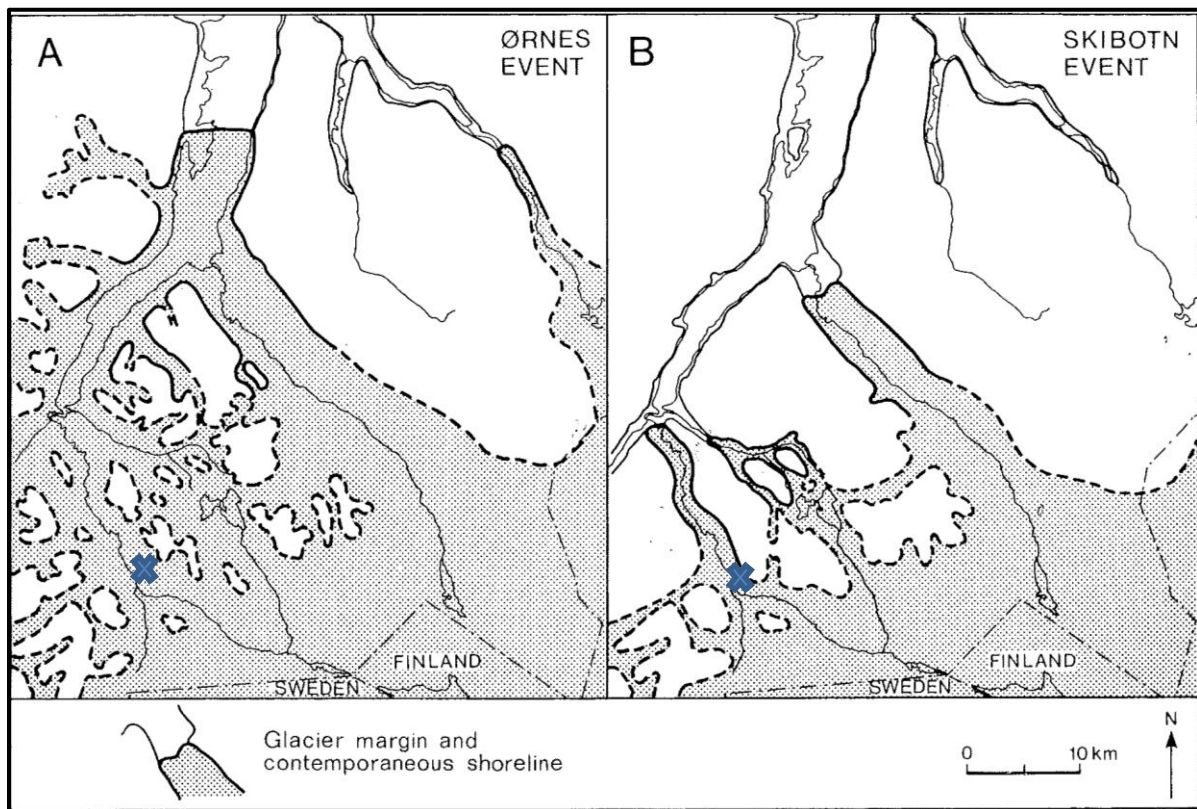 A
ØRNES
EVENT
FINLAND
SWEDEN
B
SKIBOTN
EVENT
FINLAND
SWEDEN
Glacier margin and
contemporaneous shoreline
0 10 km
N